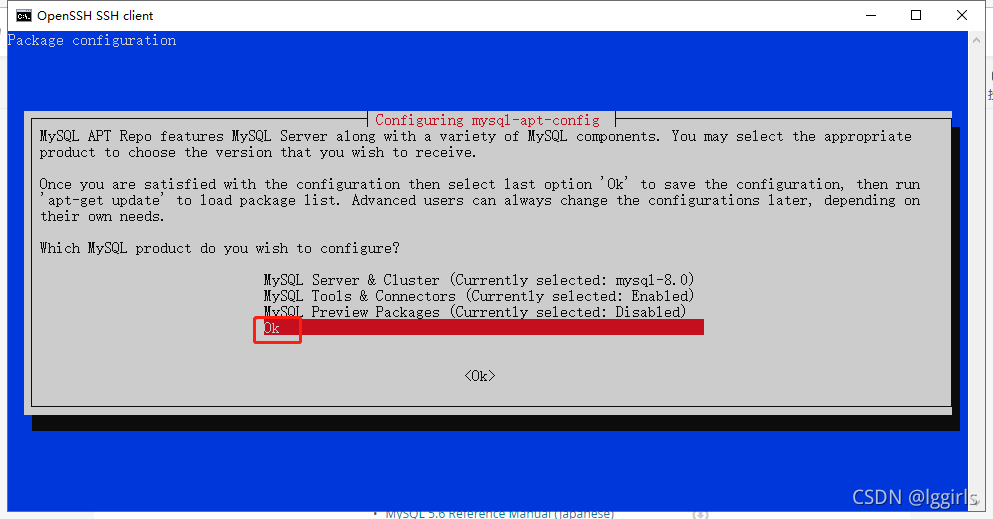 OpenSSH SSH client
Package configuration
Configuring mysql-apt-config
MySQL APT Repo features MySQL Server along with a variety of MySQL components. You may select the appropriate
product to choose the version that you wish to receive.
Once you are satisfied with the configuration then select last option 'Ok' to save the configuration, then run
'apt-get update' to load package list. Advanced users can always change the configurations later, depending on
their own needs.
Which MySQL product do you wish to configure?
MySQL Server & Cluster (Currently selected: mysql-8.0)
MySQL Tools & Connectors (Currently selected: Enabled)
MySQL Preview Packages (Currently selected: Disabled)
Ok
<Ok>
CSDN @lggirls
MySQL 5.6 Reference Manual (Japanese)